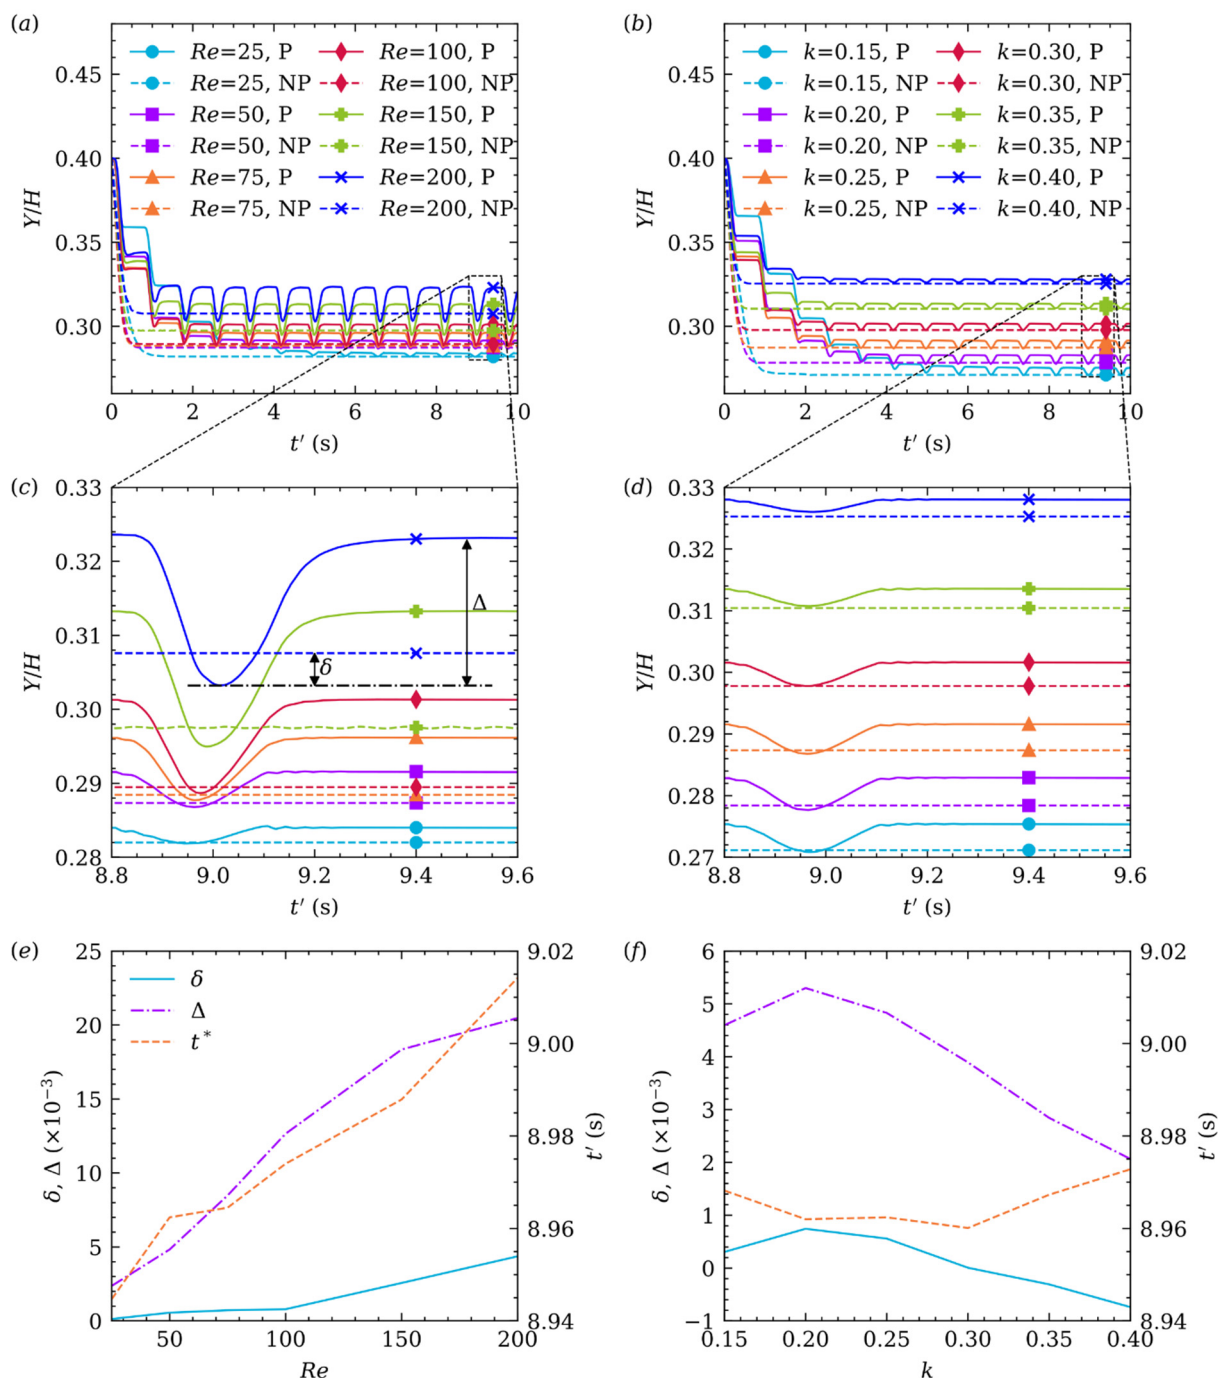 (a)
Re=25, P
Re=25, NP
Re=50, P
Re=50, NP
Re=75, P
Re=75, NP
Re=100, P
Re=100, NP
Re=150, P
Re=150, NP
Re=200, P
Re=200, NP
Y/H
0.45
0.40
0.35
0.30
0 2 4 6 8 10
t′ (s)
(b)
k=0.15, P
k=0.15, NP
k=0.20, P
k=0.20, NP
k=0.25, P
k=0.25, NP
k=0.30, P
k=0.30, NP
k=0.35, P
k=0.35, NP
k=0.40, P
k=0.40, NP
Y/H
0.45
0.40
0.35
0.30
0 2 4 6 8 10
t′ (s)
(c)
Y/H
0.33
0.32
0.31
0.30
0.29
0.28
Δ
δ
8.8 9.0 9.2 9.4 9.6
t′ (s)
(d)
Y/H
0.33
0.32
0.31
0.30
0.29
0.28
0.27
8.8 9.0 9.2 9.4 9.6
t′ (s)
(e)
δ
Δ
t*
δ, Δ (×10⁻³)
25
20
15
10
5
0
9.02
9.00
8.98
8.96
8.94
t′ (s)
50 100 150 200
Re
(f)
δ, Δ (×10⁻³)
6
5
4
3
2
1
0
−1
9.02
9.00
8.98
8.96
8.94
t′ (s)
0.15 0.20 0.25 0.30 0.35 0.40
k